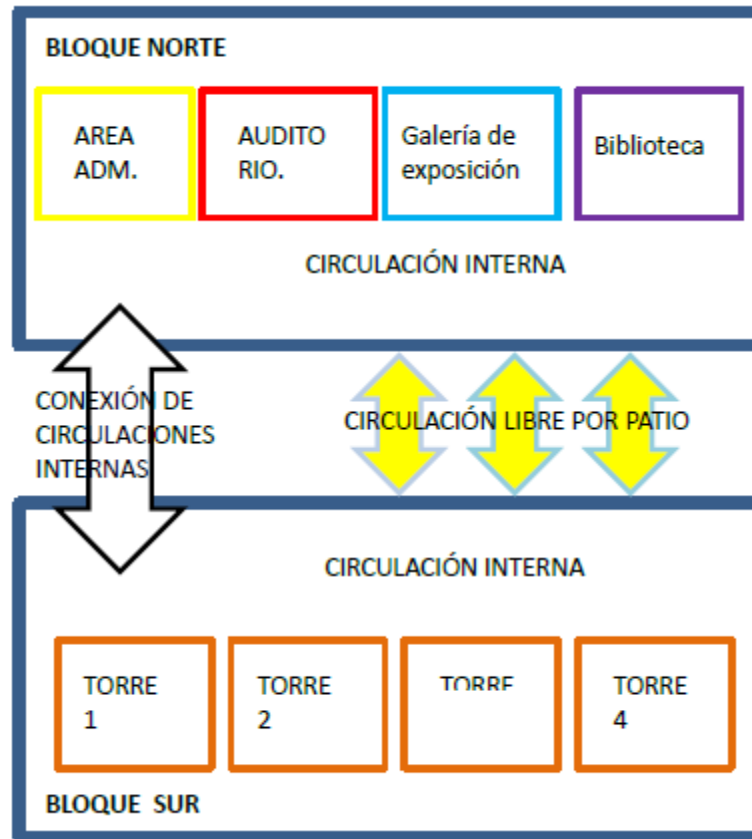 BLOQUE NORTE
AREA
ADM.
AUDITO
RIO.
Galería de
exposición
Biblioteca
CIRCULACIÓN INTERNA
CONEXIÓN DE
CIRCULACIONES
INTERNAS
CIRCULACIÓN LIBRE POR PATIO
CIRCULACIÓN INTERNA
TORRE
1
TORRE
2
TORRE
TORRE
4
BLOQUE SUR